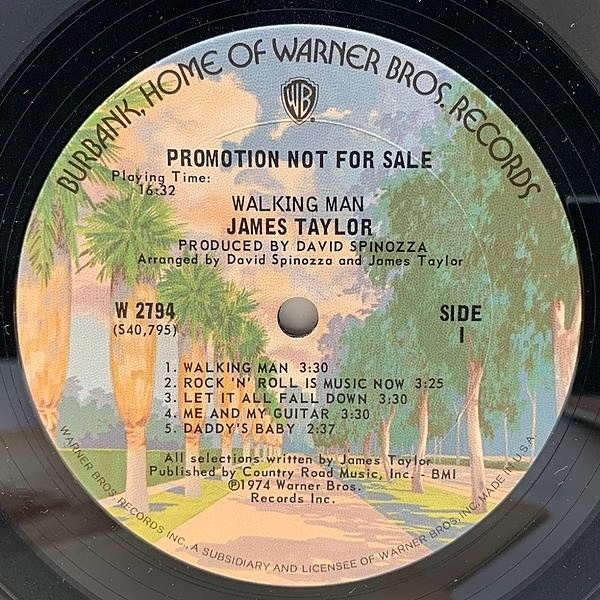 BURBANK, HOME OF WARNER BROS. RECORDS
WB
PROMOTION NOT FOR SALE
Playing Time:
16:32
WALKING MAN
JAMES TAYLOR
PRODUCED BY DAVID SPINOZZA
Arranged by David Spinozza and James Taylor
W 2794
(S40,795)
SIDE
1
1. WALKING MAN 3:30
2. ROCK 'N' ROLL IS MUSIC NOW 3:25
3. LET IT ALL FALL DOWN 3:30
4. ME AND MY GUITAR 3:30
5. DADDY'S BABY 2:37
All selections written by James Taylor
Published by Country Road Music, Inc. - BMI
℗1974 Warner Bros.
Records Inc.
WARNER BROS. RECORDS INC., A SUBSIDIARY AND LICENSEE OF WARNER BROS. INC. MADE IN U.S.A.